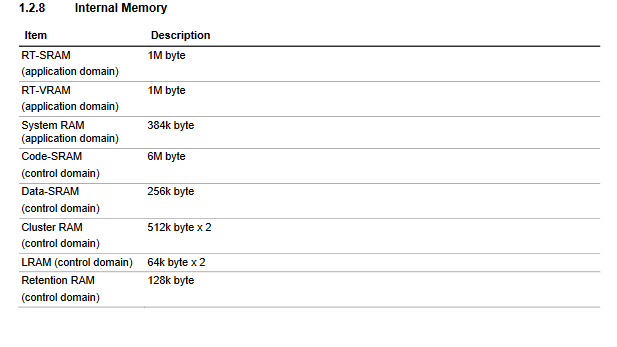 1.2.8 Internal Memory
Item Description
RT-SRAM 1M byte
(application domain)
RT-VRAM 1M byte
(application domain)
System RAM 384k byte
(application domain)
Code-SRAM 6M byte
(control domain)
Data-SRAM 256k byte
(control domain)
Cluster RAM 512k byte x 2
(control domain)
LRAM (control domain) 64k byte x 2
Retention RAM 128k byte
(control domain)